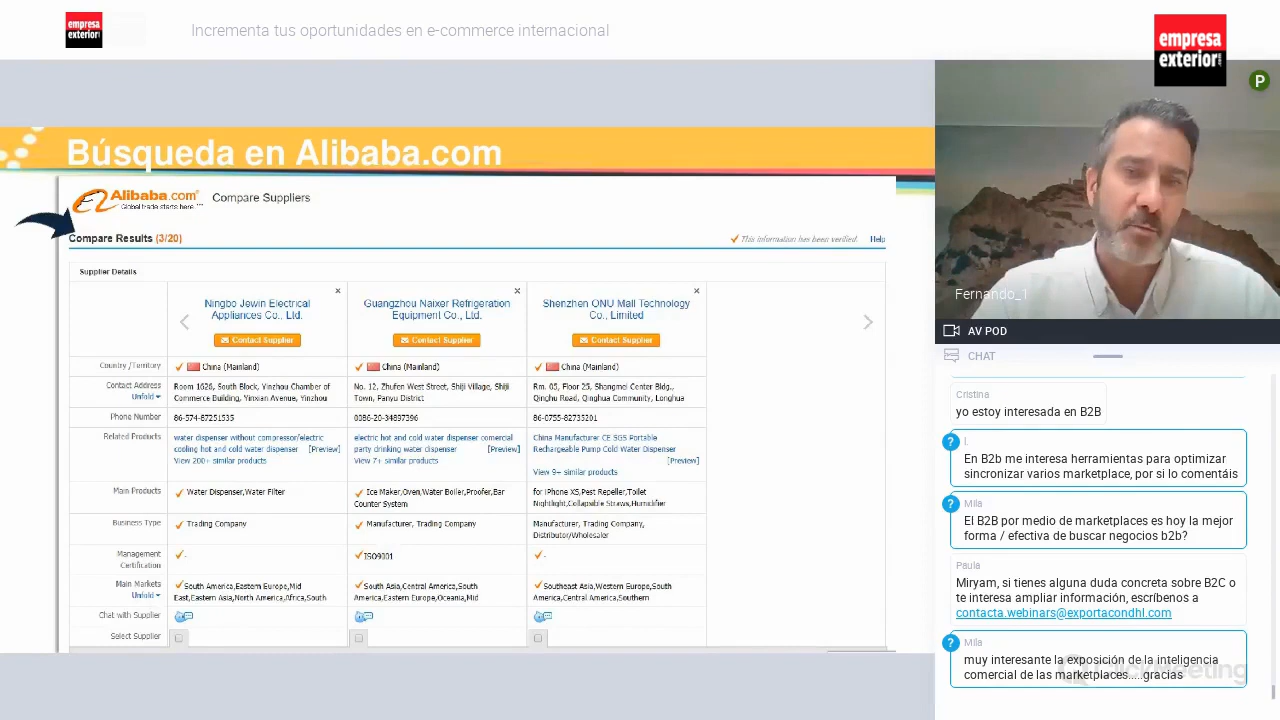 empresa
exterior
Incrementa tus oportunidades en e-commerce internacional
empresa
exterior
.com
P
Búsqueda en Alibaba.com
Alibaba.com
Global trade starts here.™
Compare Suppliers
Compare Results (3/20)
This information has been verified.
Help
Supplier Details
Ningbo Jewin Electrical
Appliances Co., Ltd.
Contact Supplier
Guangzhou Naixer Refrigeration
Equipment Co., Ltd.
Contact Supplier
Shenzhen ONU Mall Technology
Co., Limited
Contact Supplier
Country /Territory
China (Mainland)
China (Mainland)
China (Mainland)
Contact Address
Unfold
Room 1626, South Block, Yinzhou Chamber of
Commerce Building, Yinxian Avenue, Yinzhou
No. 12, Zhufen West Street, Shiji Village, Shiji
Town, Panyu District
Rm. 05, Floor 25, Shangmei Center Bldg.,
Qinghu Road, Qinghua Community, Longhua
Phone Number
86-574-87251535
0086-20-34897396
86-0755-82735201
Related Products
water dispenser without compressor/electric
cooling hot and cold water dispenser [Preview]
View 200+ similar products
electric hot and cold water dispenser comercial
party drinking water dispenser [Preview]
View 7+ similar products
China Manufacturer CE SGS Portable
Rechargeable Pump Cold Water Dispenser
[Preview]
View 9+ similar products
Main Products
Water Dispenser,Water Filter
Ice Maker,Oven,Water Boiler,Proofer,Bar
Counter System
for iPhone XS,Pest Repeller,Toilet
Nightlight,Collapsable Straws,Humidifier
Business Type
Trading Company
Manufacturer, Trading Company
Manufacturer, Trading Company,
Distributor/Wholesaler
Management
Certification
-
ISO9001
-
Main Markets
Unfold
South America,Eastern Europe,Mid
East,Eastern Asia,North America,Africa,South
South Asia,Central America,South
America,Eastern Europe,Oceania,Mid
Southeast Asia,Western Europe,South
America,Central America,Southern
Chat with Supplier
Select Supplier
Fernando_1
AV POD
CHAT
Cristina
yo estoy interesada en B2B
I.
En B2b me interesa herramientas para optimizar
sincronizar varios marketplace, por si lo comentáis
Mila
El B2B por medio de marketplaces es hoy la mejor
forma / efectiva de buscar negocios b2b?
Paula
Miryam, si tienes alguna duda concreta sobre B2C o
te interesa ampliar información, escríbenos a
contacta.webinars@exportacondhl.com
Mila
muy interesante la exposición de la inteligencia
comercial de las marketplaces.....gracias
ClickMeeting